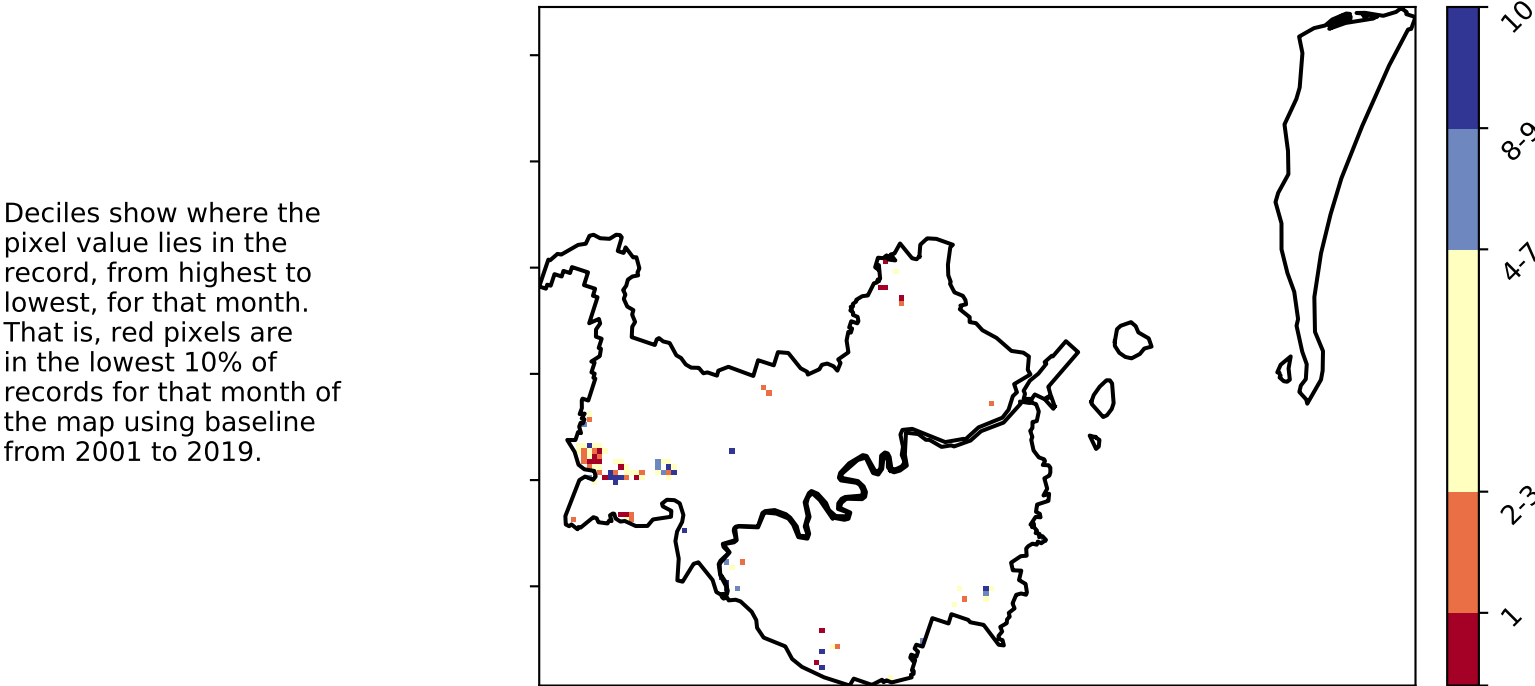 Deciles show where the
pixel value lies in the
record, from highest to
lowest, for that month.
That is, red pixels are
in the lowest 10% of
records for that month of
the map using baseline
from 2001 to 2019.
10
8-9
4-7
2-3
1